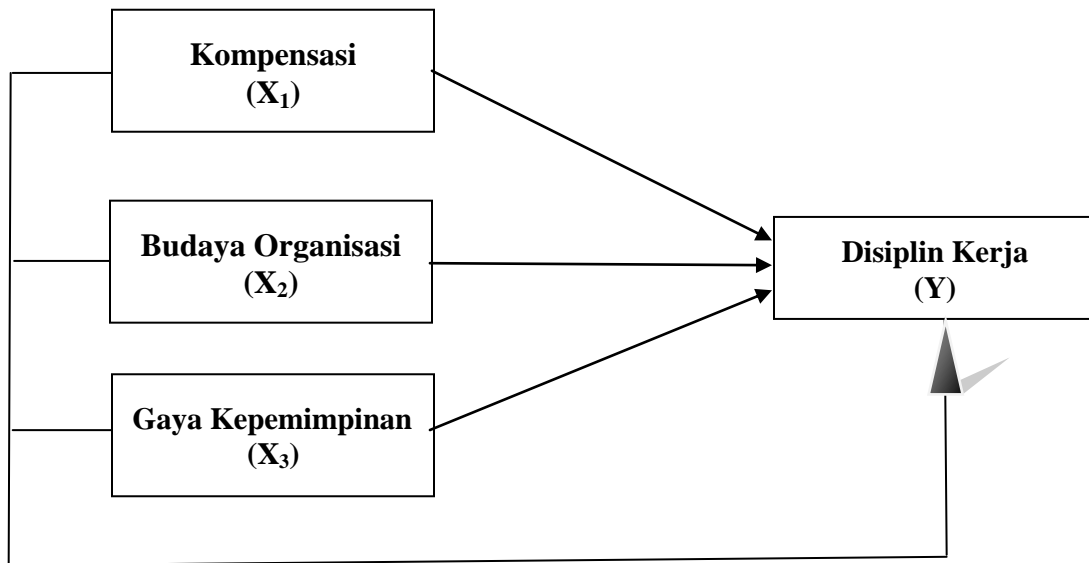 Kompensasi
(X₁)
Budaya Organisasi
(X₂)
Gaya Kepemimpinan
(X₃)
Disiplin Kerja
(Y)